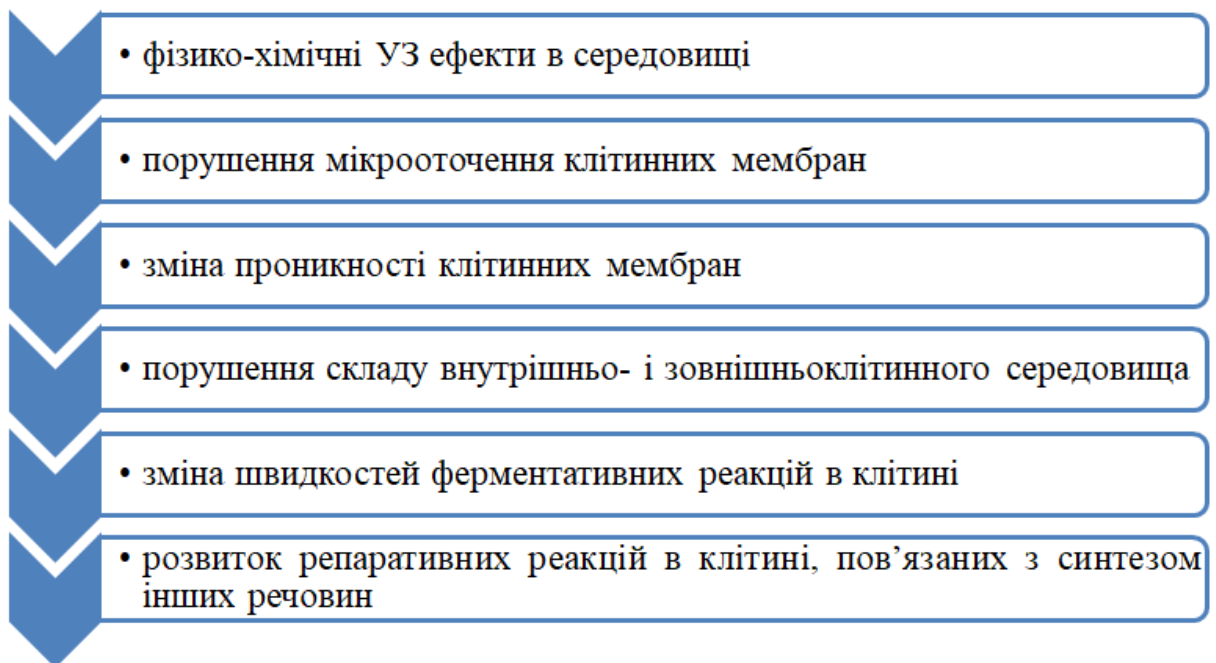 • фізико-хімічні УЗ ефекти в середовищі
• порушення мікрооточення клітинних мембран
• зміна проникності клітинних мембран
• порушення складу внутрішньо- і зовнішньоклітинного середовища
• зміна швидкостей ферментативних реакцій в клітині
• розвиток репаративних реакцій в клітині, пов’язаних з синтезом
інших речовин